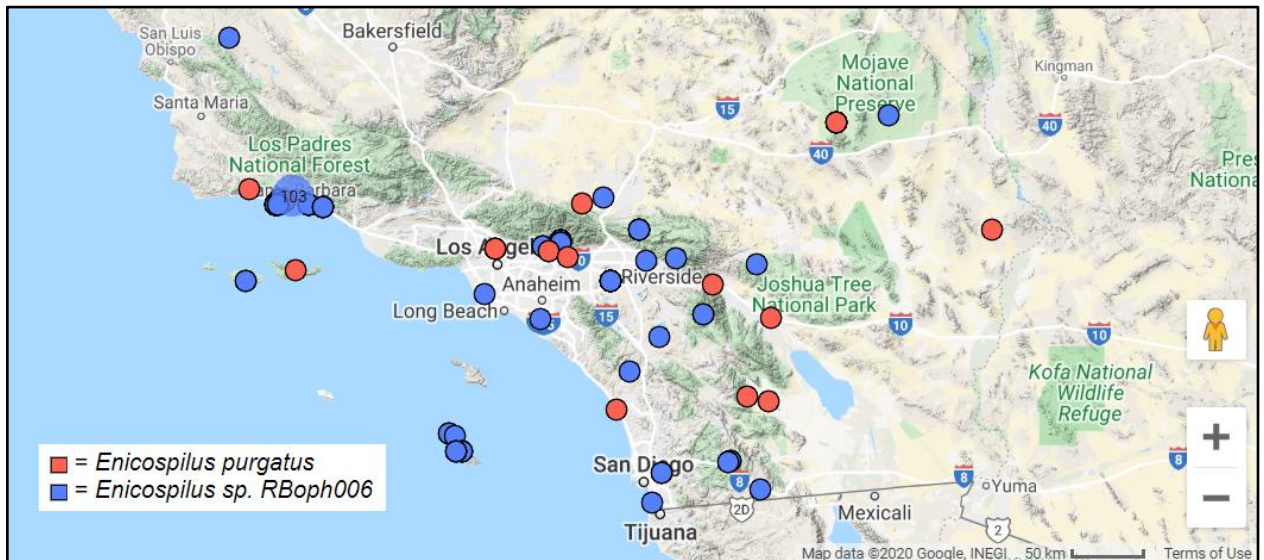 San Luis
Obispo
Bakersfield
Santa Maria
Los Padres
National Forest
103
Mojave
National
Preserve
15
40
Kingman
40
Los
Anaheim
Riverside
Long Beach
15
Joshua Tree
National Park
10
10
Kofa National
Wildlife
Refuge
= Enicospilus purgatus
= Enicospilus sp. RBoph006
San Diego
8
8
8
Yuma
2D
Mexicali
2
Tijuana
+
−
Map data ©2020 Google, INEGI
50 km
Terms of Use